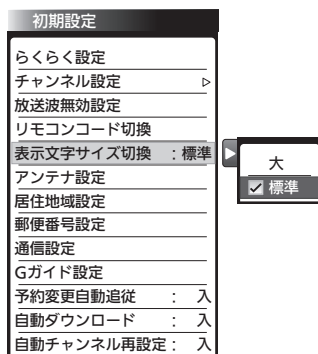 初期設定
らくらく設定
チャンネル設定
放送波無効設定
リモコンコード切換
表示文字サイズ切換 : 標準
アンテナ設定
居住地域設定
郵便番号設定
通信設定
Gガイド設定
予約変更自動追従 : 入
自動ダウンロード : 入
自動チャンネル再設定 : 入
大
標準